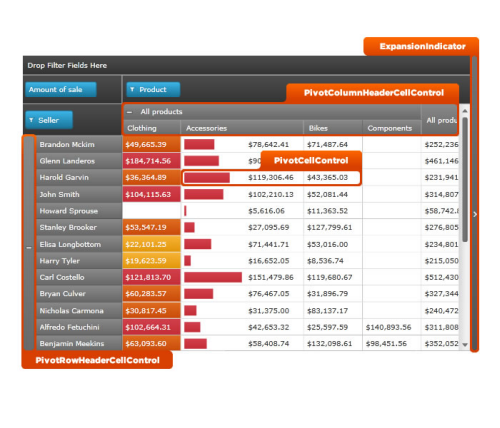 ExpansionIndicator
Drop Filter Fields Here
Amount of sale Product PivotColumnHeaderCellControl
Seller − All products
All produ
Clothing Accessories Bikes Components
Brandon Mckim $49,665.39 $78,642.41 $71,487.64 $252,236
Glenn Landeros $184,714.56 $90 PivotCellControl $461,146
Harold Garvin $36,364.89 $119,306.46 $43,365.03 $231,941
John Smith $104,115.63 $102,210.13 $52,081.44 $314,807
Howard Sprouse $5,616.06 $11,363.52 $58,742.8
Stanley Brooker $53,547.19 $27,095.69 $127,799.61 $276,805
Elisa Longbottom $22,101.25 $71,441.71 $53,016.00 $234,801
Harry Tyler $19,623.59 $16,652.05 $8,536.74 $215,050
Carl Costello $121,813.70 $151,479.86 $119,680.67 $512,430
Bryan Culver $60,283.57 $76,467.05 $31,896.79 $327,344
Nicholas Carmona $30,817.45 $31,375.00 $83,137.17 $240,472
Alfredo Fetuchini $102,664.31 $42,653.32 $25,597.59 $140,893.56 $311,808
Benjamin Meekins $63,093.60 $58,408.74 $132,098.61 $98,451.56 $352,052
PivotRowHeaderCellControl